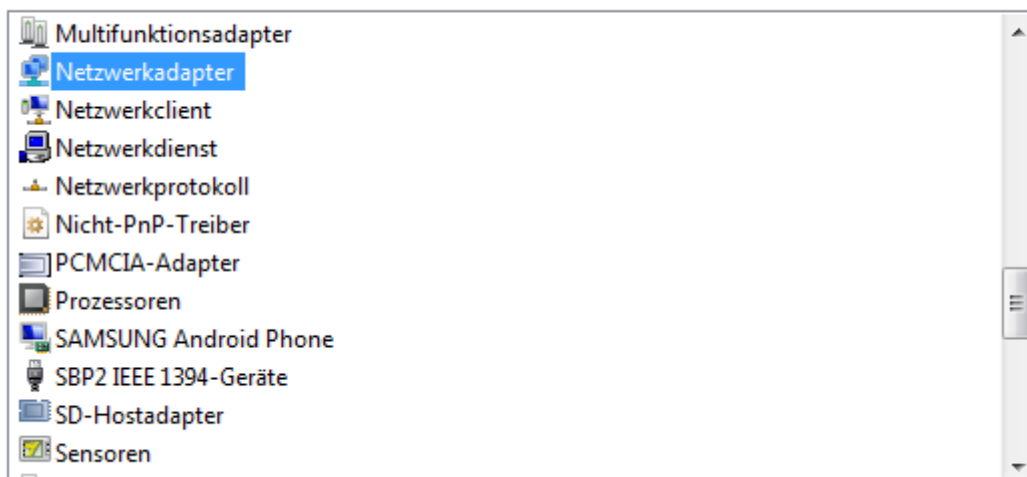 Multifunktionsadapter
Netzwerkadapter
Netzwerkclient
Netzwerkdienst
Netzwerkprotokoll
Nicht-PnP-Treiber
PCMCIA-Adapter
Prozessoren
SAMSUNG Android Phone
SBP2 IEEE 1394-Geräte
SD-Hostadapter
Sensoren